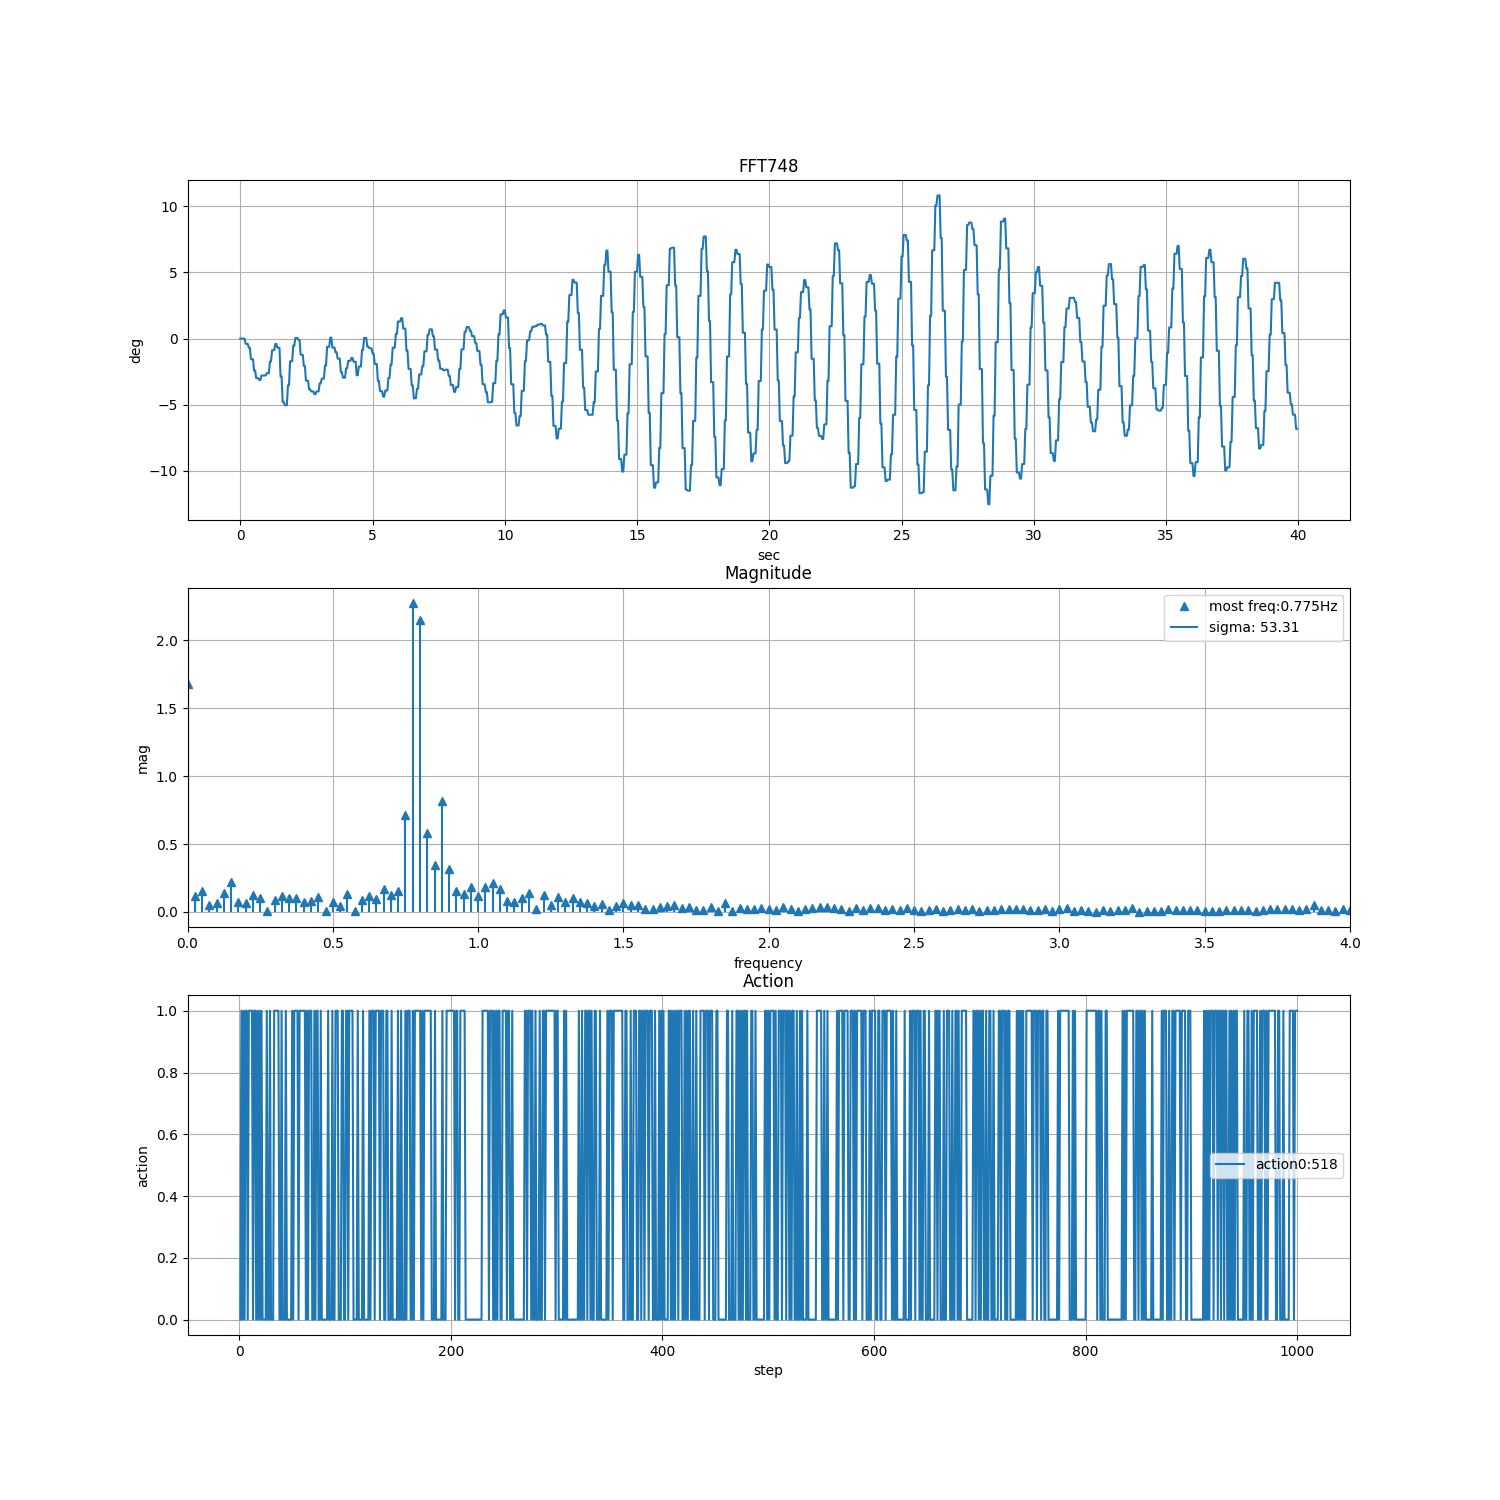 FFT748
10
5
0
−5
−10
deg
0 5 10 15 20 25 30 35 40
sec
Magnitude
2.0
1.5
1.0
0.5
0.0
mag
most freq:0.775Hz
sigma: 53.31
0.0 0.5 1.0 1.5 2.0 2.5 3.0 3.5 4.0
frequency
Action
1.0
0.8
0.6
0.4
0.2
0.0
action
action0:518
0 200 400 600 800 1000
step